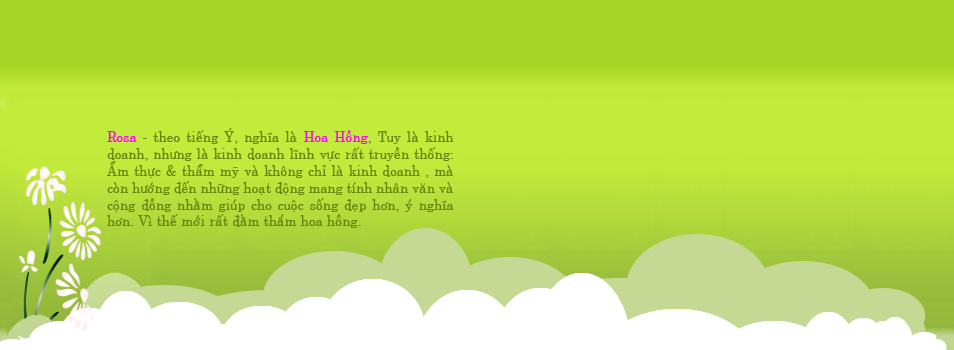 Rosa - theo tiếng Ý, nghĩa là Hoa Hồng, Tuy là kinh
doanh, nhưng là kinh doanh lĩnh vực rất truyền thống:
Ẩm thực & thẩm mỹ và không chỉ là kinh doanh , mà
còn hướng đến những hoạt động mang tính nhân văn và
cộng đồng nhằm giúp cho cuộc sống đẹp hơn, ý nghĩa
hơn. Vì thế mới rất đằm thắm hoa hồng.